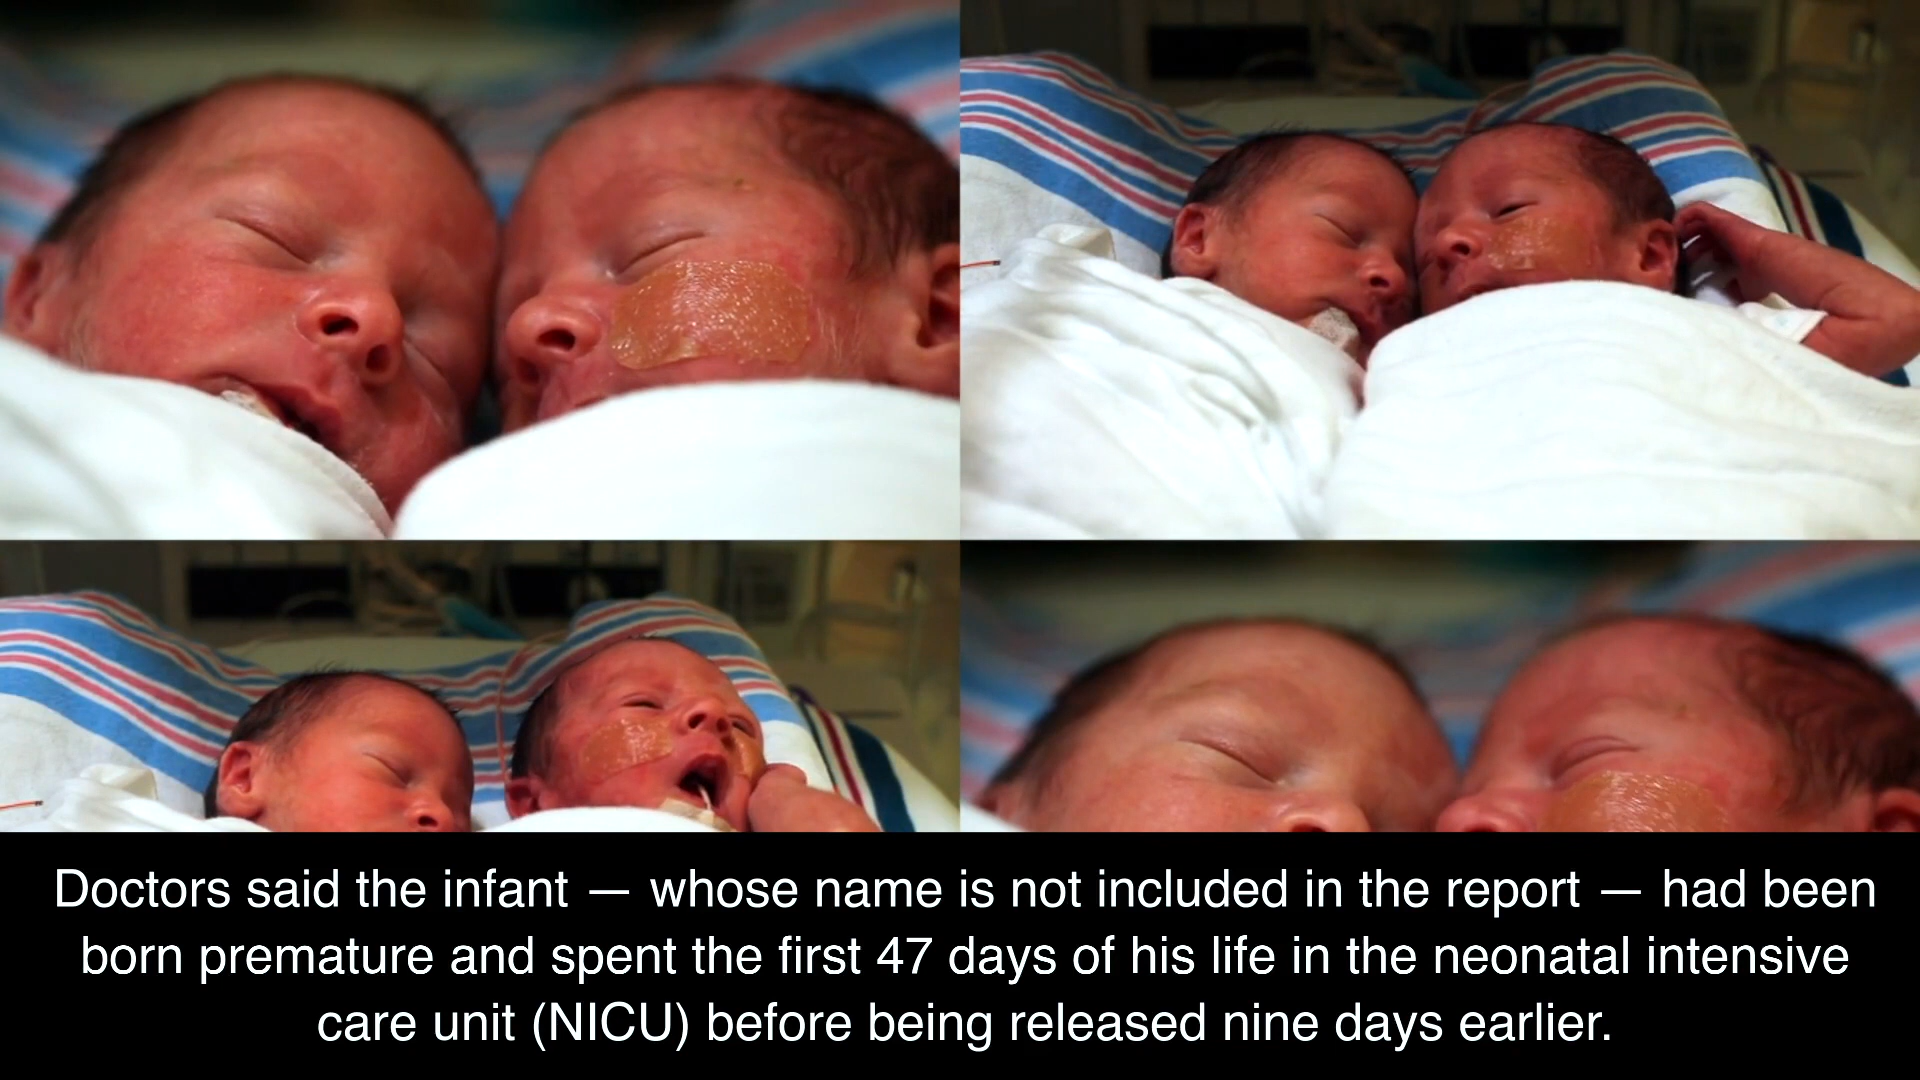 Doctors said the infant — whose name is not included in the report — had been
born premature and spent the first 47 days of his life in the neonatal intensive
care unit (NICU) before being released nine days earlier.